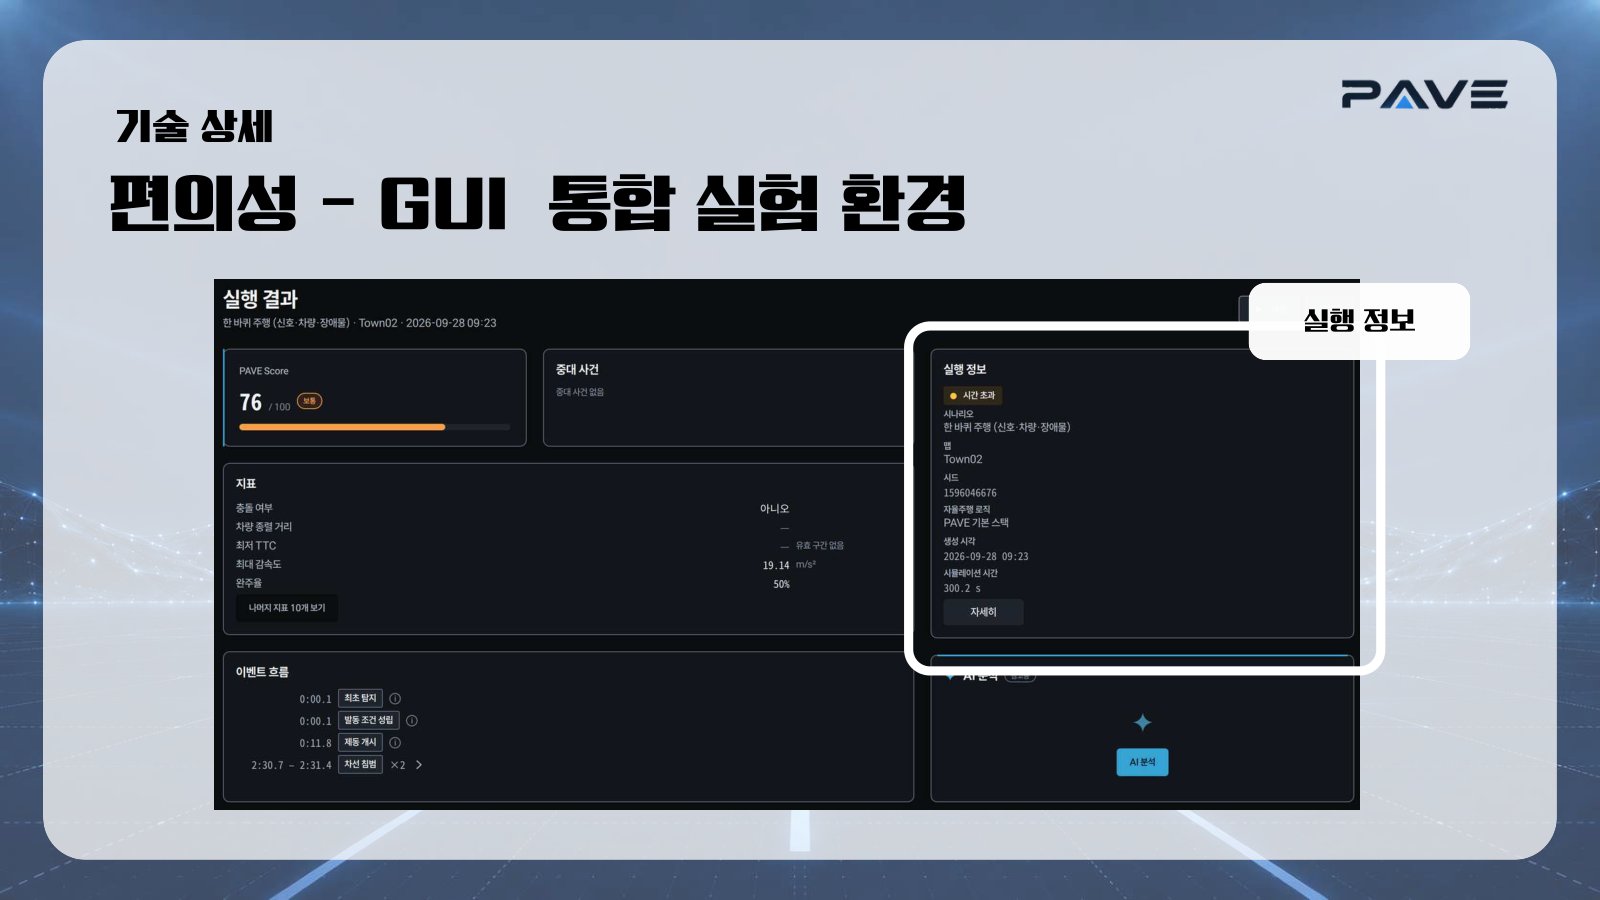 PAVE
기술 상세
편의성 - GUI 통합 실험 환경
실행 결과
한 바퀴 주행 (신호·차량·장애물) · Town02 · 2026-09-28 09:23
실행 정보
PAVE Score
76 / 100 보통
중대 사건
중대 사건 없음
지표
충돌 여부 아니오
차량 종렬 거리 —
최저 TTC — 유효 구간 없음
최대 감속도 19.14 m/s²
완주율 50%
나머지 지표 10개 보기
실행 정보
시간 초과
시나리오
한 바퀴 주행 (신호·차량·장애물)
맵
Town02
시드
1596046676
자율주행 로직
PAVE 기본 스택
생성 시각
2026-09-28 09:23
시뮬레이션 시간
300.2 s
자세히
이벤트 흐름
0:00.1 최초 탐지
0:00.1 발동 조건 성립
0:11.8 제동 개시
2:30.7 – 2:31.4 차선 침범 ×2
AI 분석
AI 분석